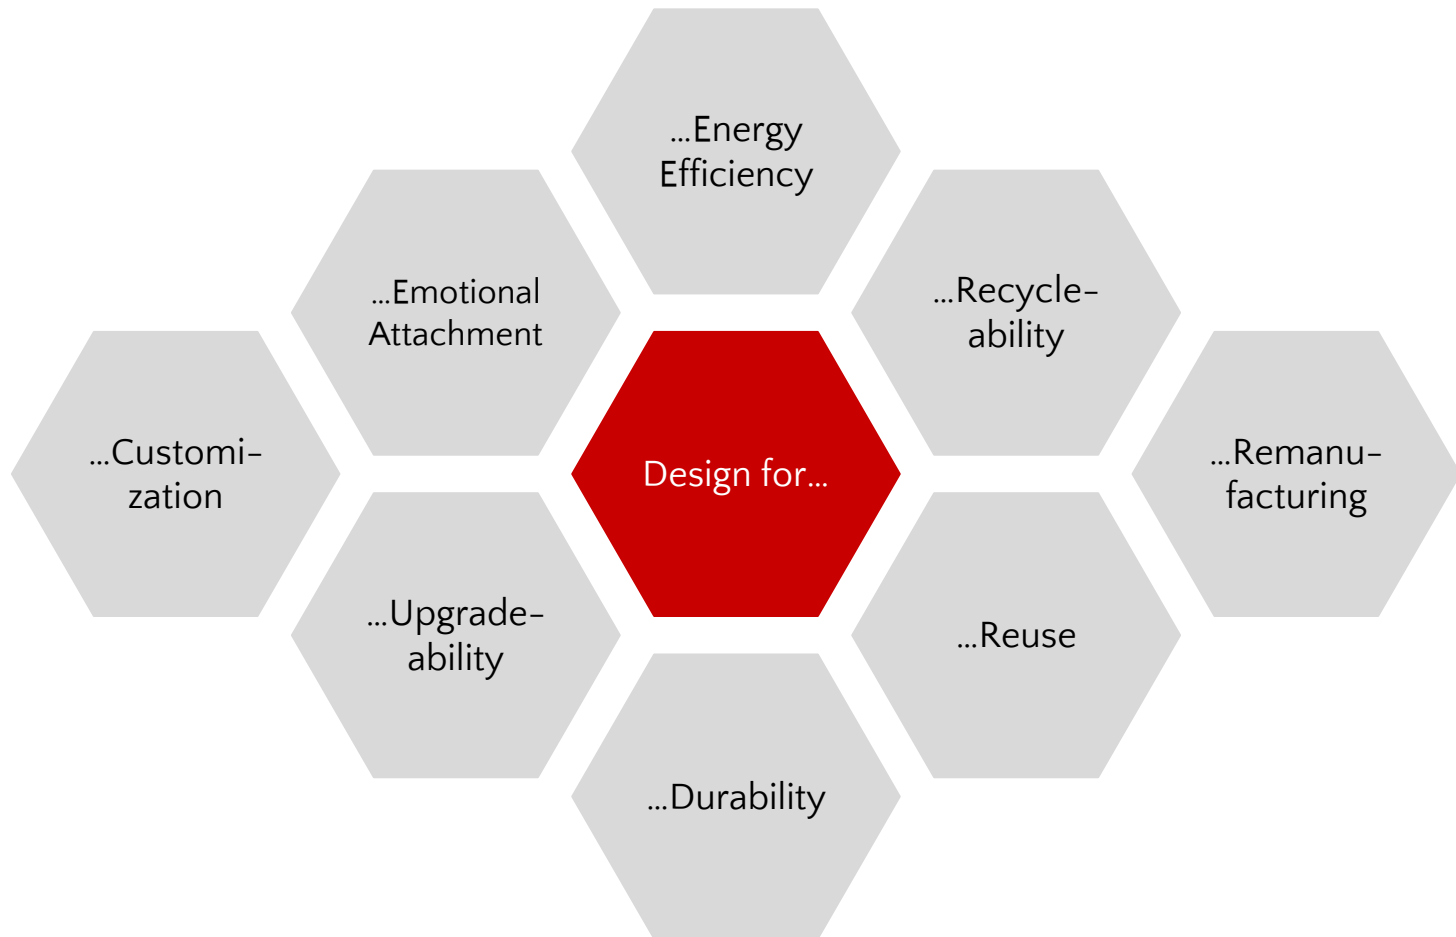 ...Energy
Efficiency
...Emotional
Attachment
...Recycle-
ability
...Customi-
zation
Design for...
...Remanu-
facturing
...Upgrade-
ability
...Reuse
...Durability